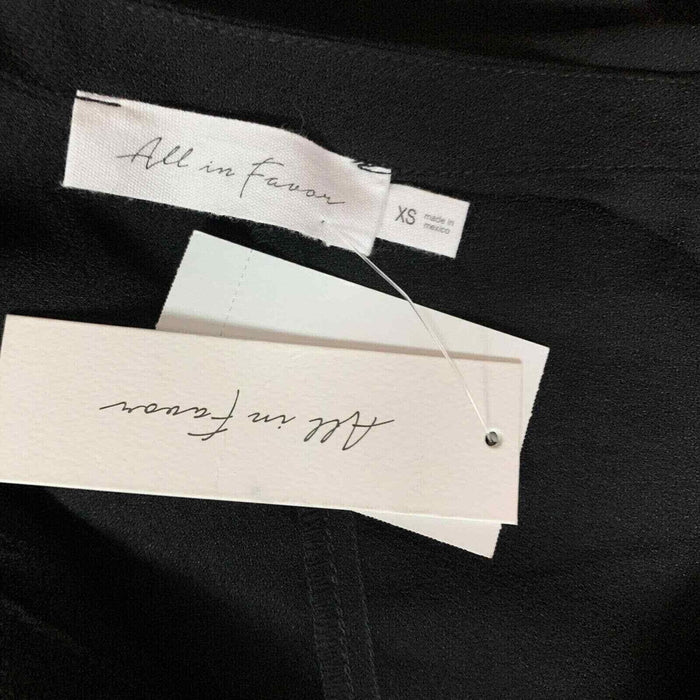 All in Favor
XS
made in
mexico
All in Favor